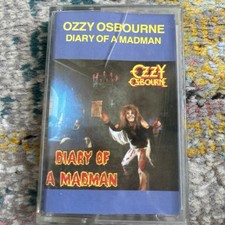 OZZY OSBOURNE
DIARY OF A MADMAN
OZZY
OSBOURNE
DIARY OF
A MADMAN